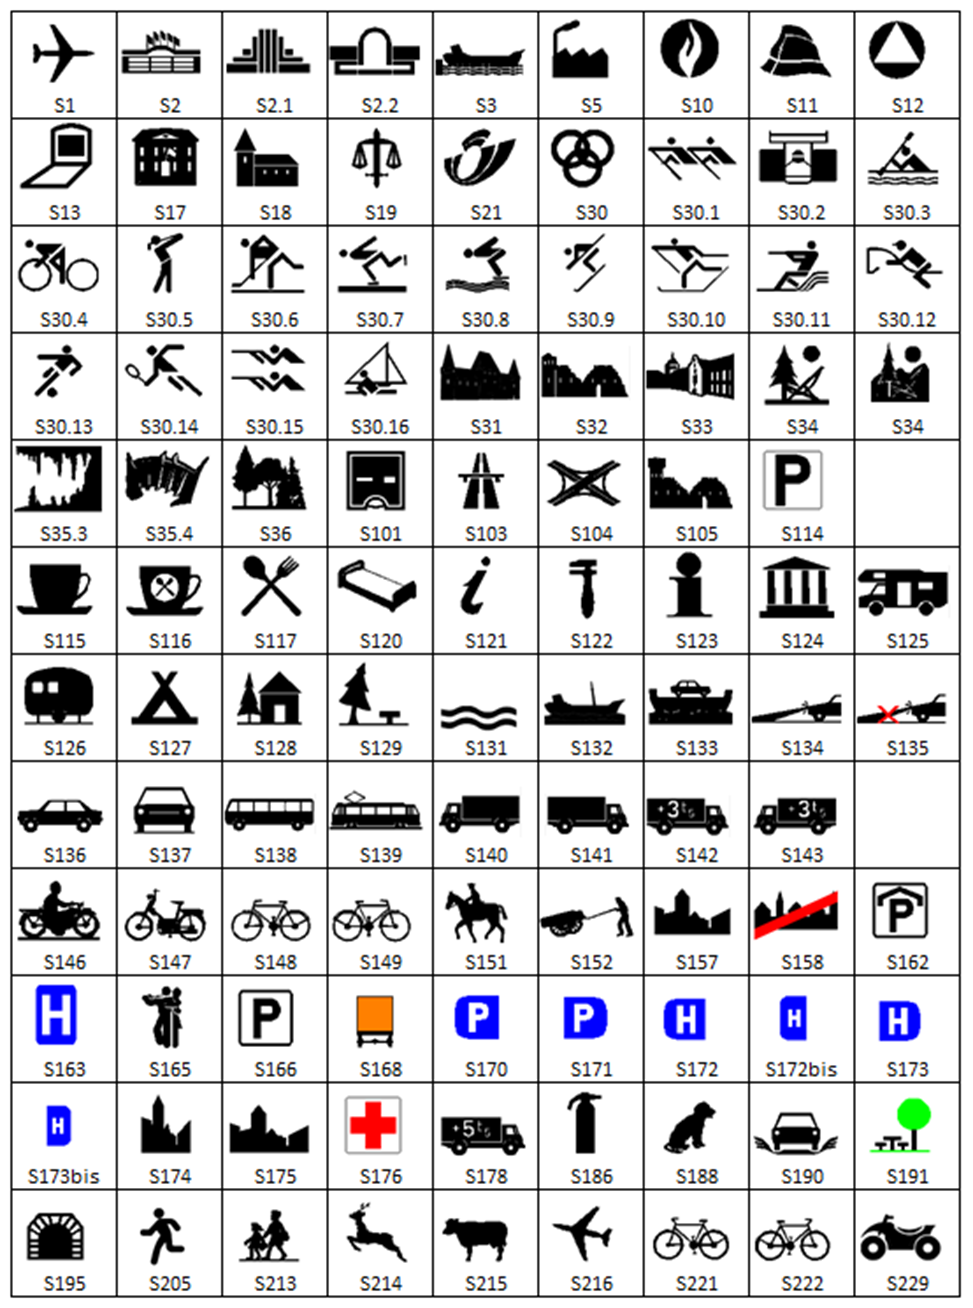 S1 S2 S2.1 S2.2 S3 S5 S10 S11 S12
S13 S17 S18 S19 S21 S30 S30.1 S30.2 S30.3
S30.4 S30.5 S30.6 S30.7 S30.8 S30.9 S30.10 S30.11 S30.12
S30.13 S30.14 S30.15 S30.16 S31 S32 S33 S34 S34
P
S35.3 S35.4 S36 S101 S103 S104 S105 S114
i
S115 S116 S117 S120 S121 S122 S123 S124 S125
S126 S127 S128 S129 S131 S132 S133 S134 S135
+3ts +3ts
S136 S137 S138 S139 S140 S141 S142 S143
P
S146 S147 S148 S149 S151 S152 S157 S158 S162
H P P P H H H
S163 S165 S166 S168 S170 S171 S172 S172bis S173
H +5ts
S173bis S174 S175 S176 S178 S186 S188 S190 S191
S195 S205 S213 S214 S215 S216 S221 S222 S229